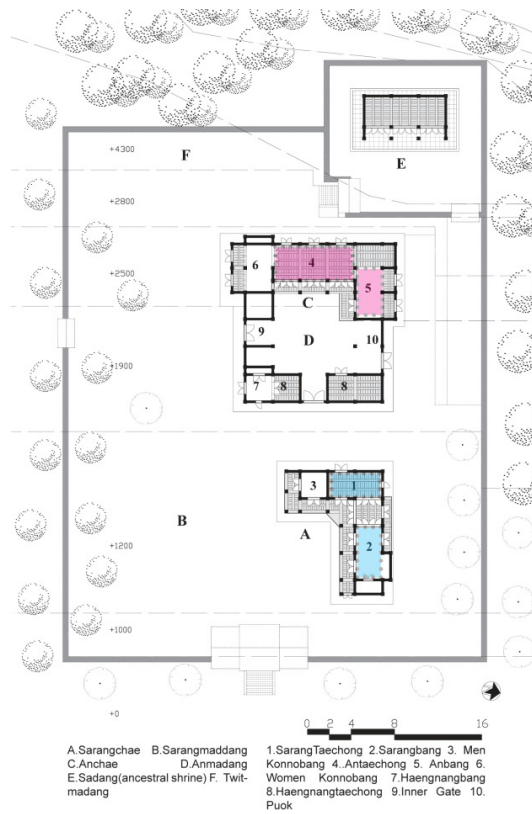 +4300
F
E
+2800
6
4
+2500
5
C
9
D
10
+1900
7
8
8
3
1
B
A
2
+1200
+1000
+0
0 2 4 8 16
A.Sarangchae B.Sarangmaddang
C.Anchae D.Anmadang
E.Sadang(ancestral shrine) F. Twit-
madang
1.SarangTaechong 2.Sarangbang 3. Men
Konnobang 4..Antaechong 5. Anbang 6.
Women Konnobang 7.Haengnangbang
8.Haengnangtaechong 9.Inner Gate 10.
Puok